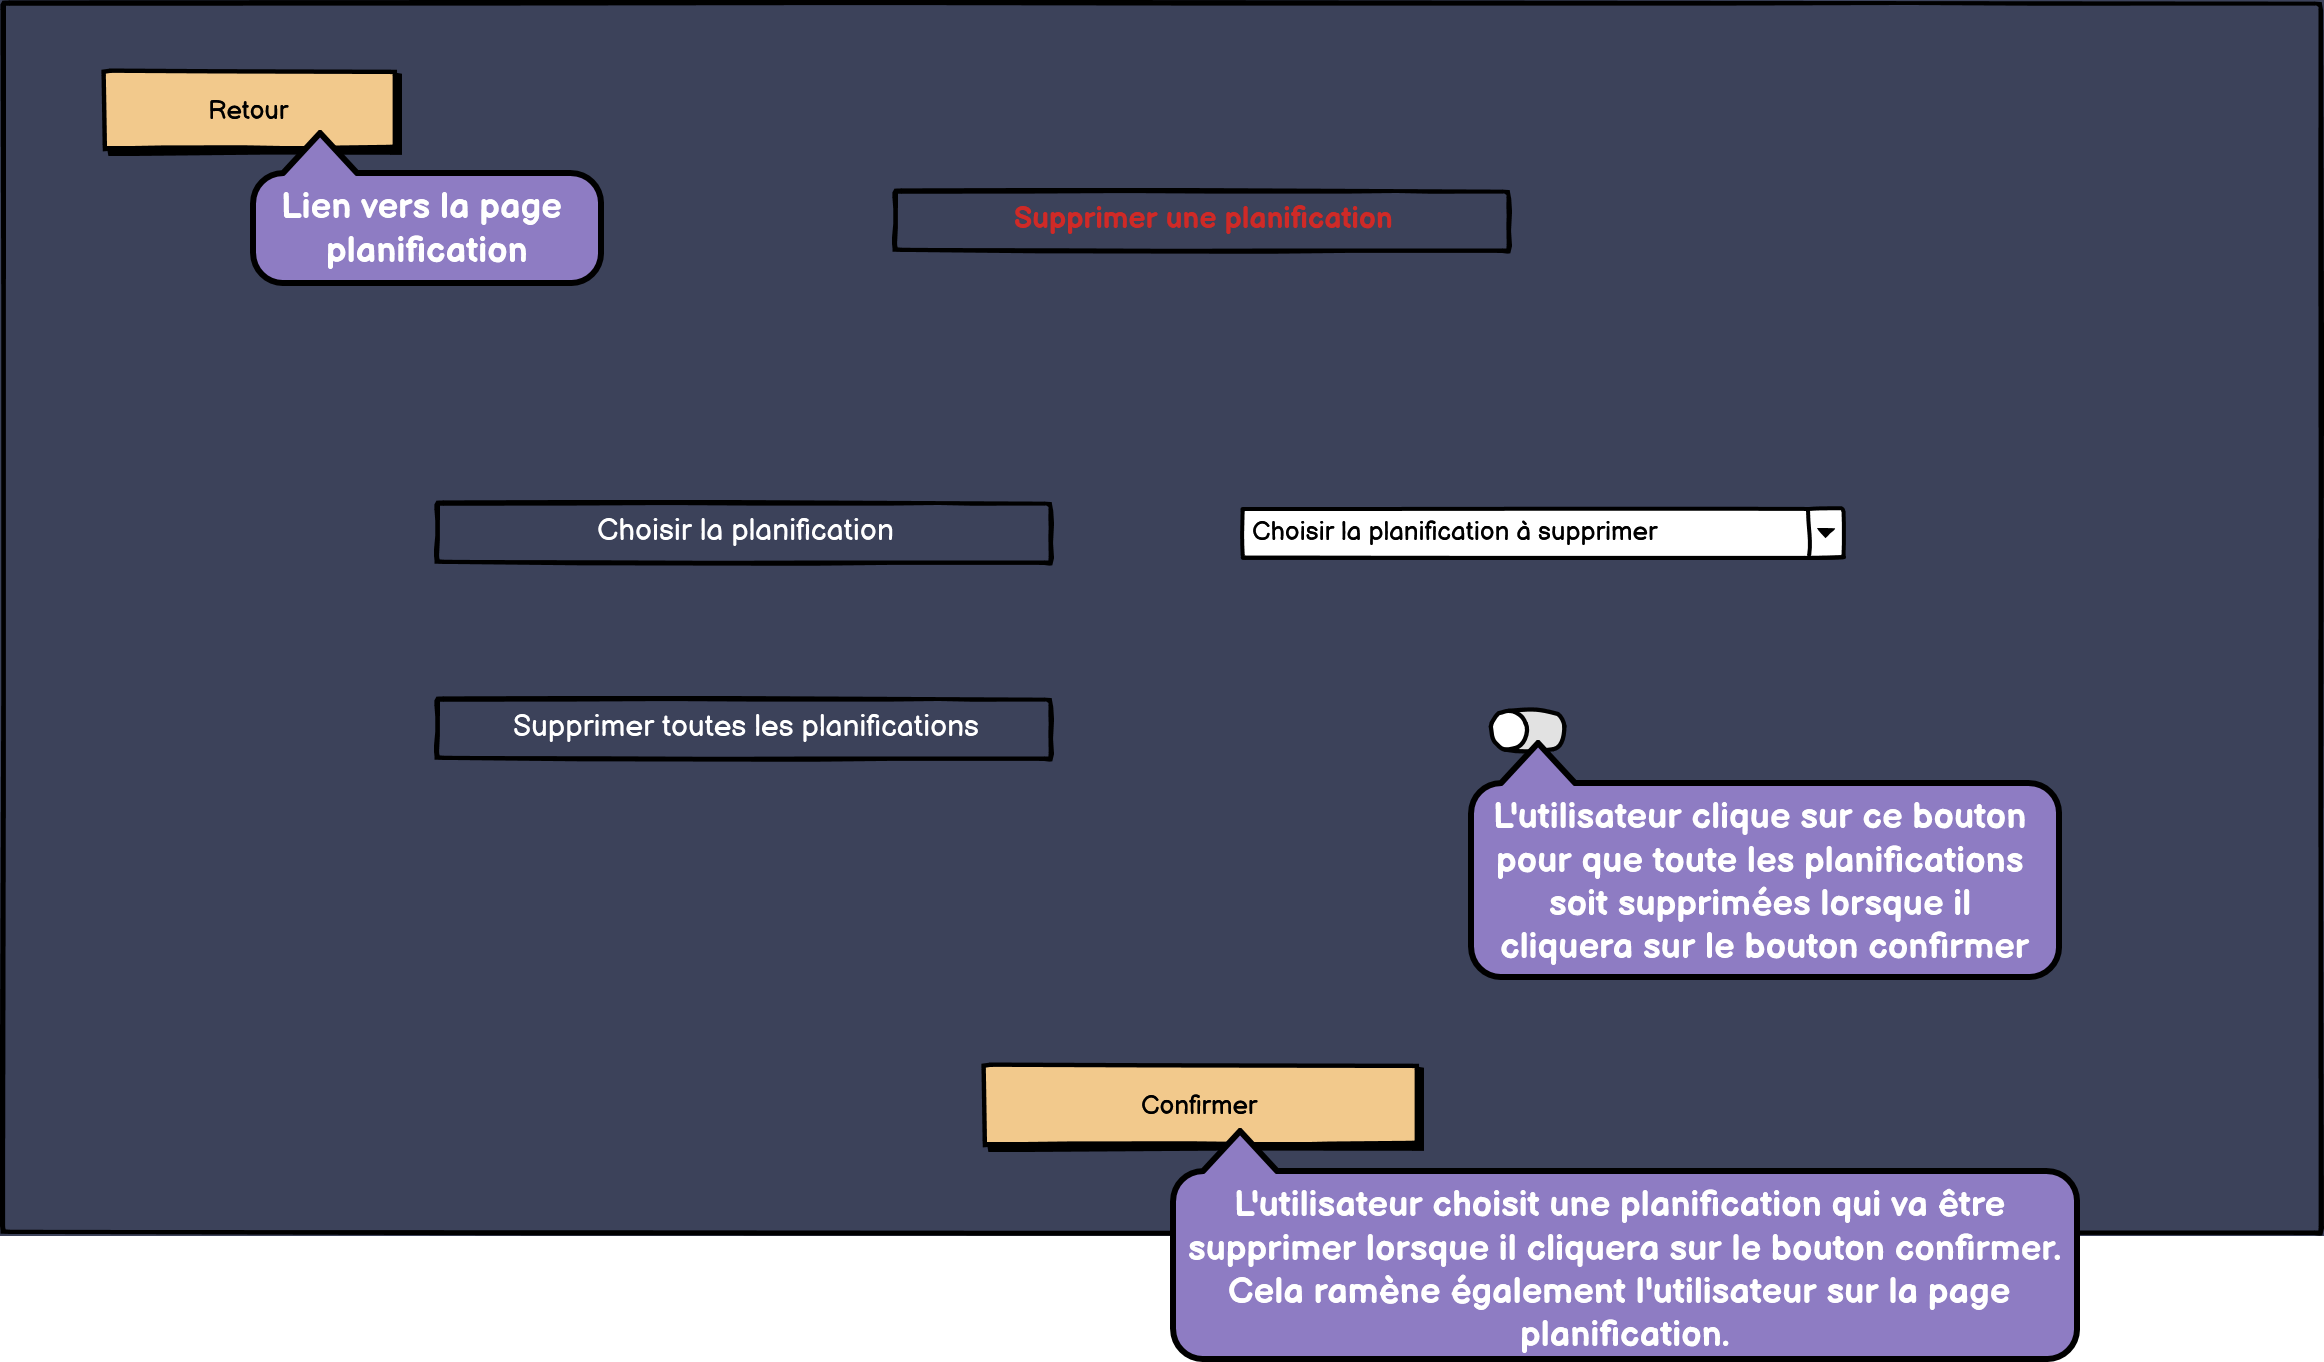 Retour
Lien vers la page
planification
Supprimer une planification
Choisir la planification
Choisir la planification à supprimer
Supprimer toutes les planifications
L'utilisateur clique sur ce bouton
pour que toute les planifications
soit supprimées lorsque il
cliquera sur le bouton confirmer
Confirmer
L'utilisateur choisit une planification qui va être
supprimer lorsque il cliquera sur le bouton confirmer.
Cela ramène également l'utilisateur sur la page
planification.